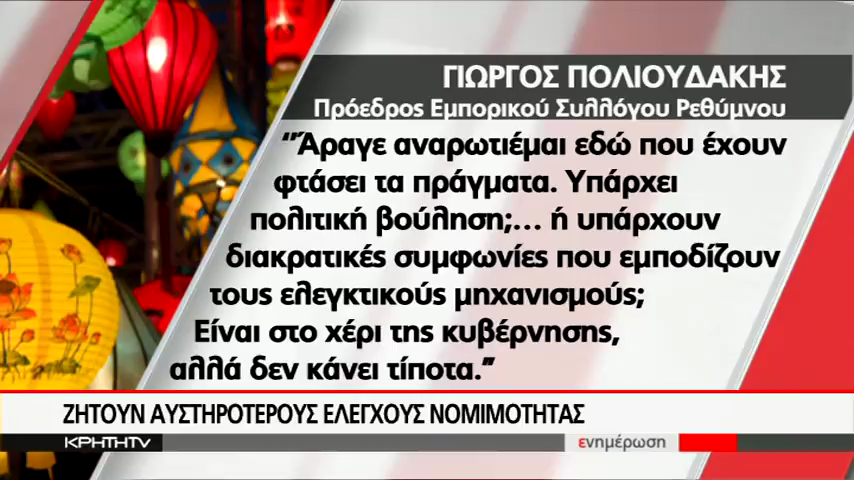 ΓΙΩΡΓΟΣ ΠΟΛΙΟΥΔΑΚΗΣ
Πρόεδρος Εμπορικού Συλλόγου Ρεθύμνου
“Άραγε αναρωτιέμαι εδώ που έχουν
φτάσει τα πράγματα. Υπάρχει
πολιτική βούληση;... ή υπάρχουν
διακρατικές συμφωνίες που εμποδίζουν
τους ελεγκτικούς μηχανισμούς;
Είναι στο χέρι της κυβέρνησης,
αλλά δεν κάνει τίποτα.”
ΖΗΤΟΥΝ ΑΥΣΤΗΡΟΤΕΡΟΥΣ ΕΛΕΓΧΟΥΣ ΝΟΜΙΜΟΤΗΤΑΣ
ΚΡΗΤΗTV
ενημέρωση